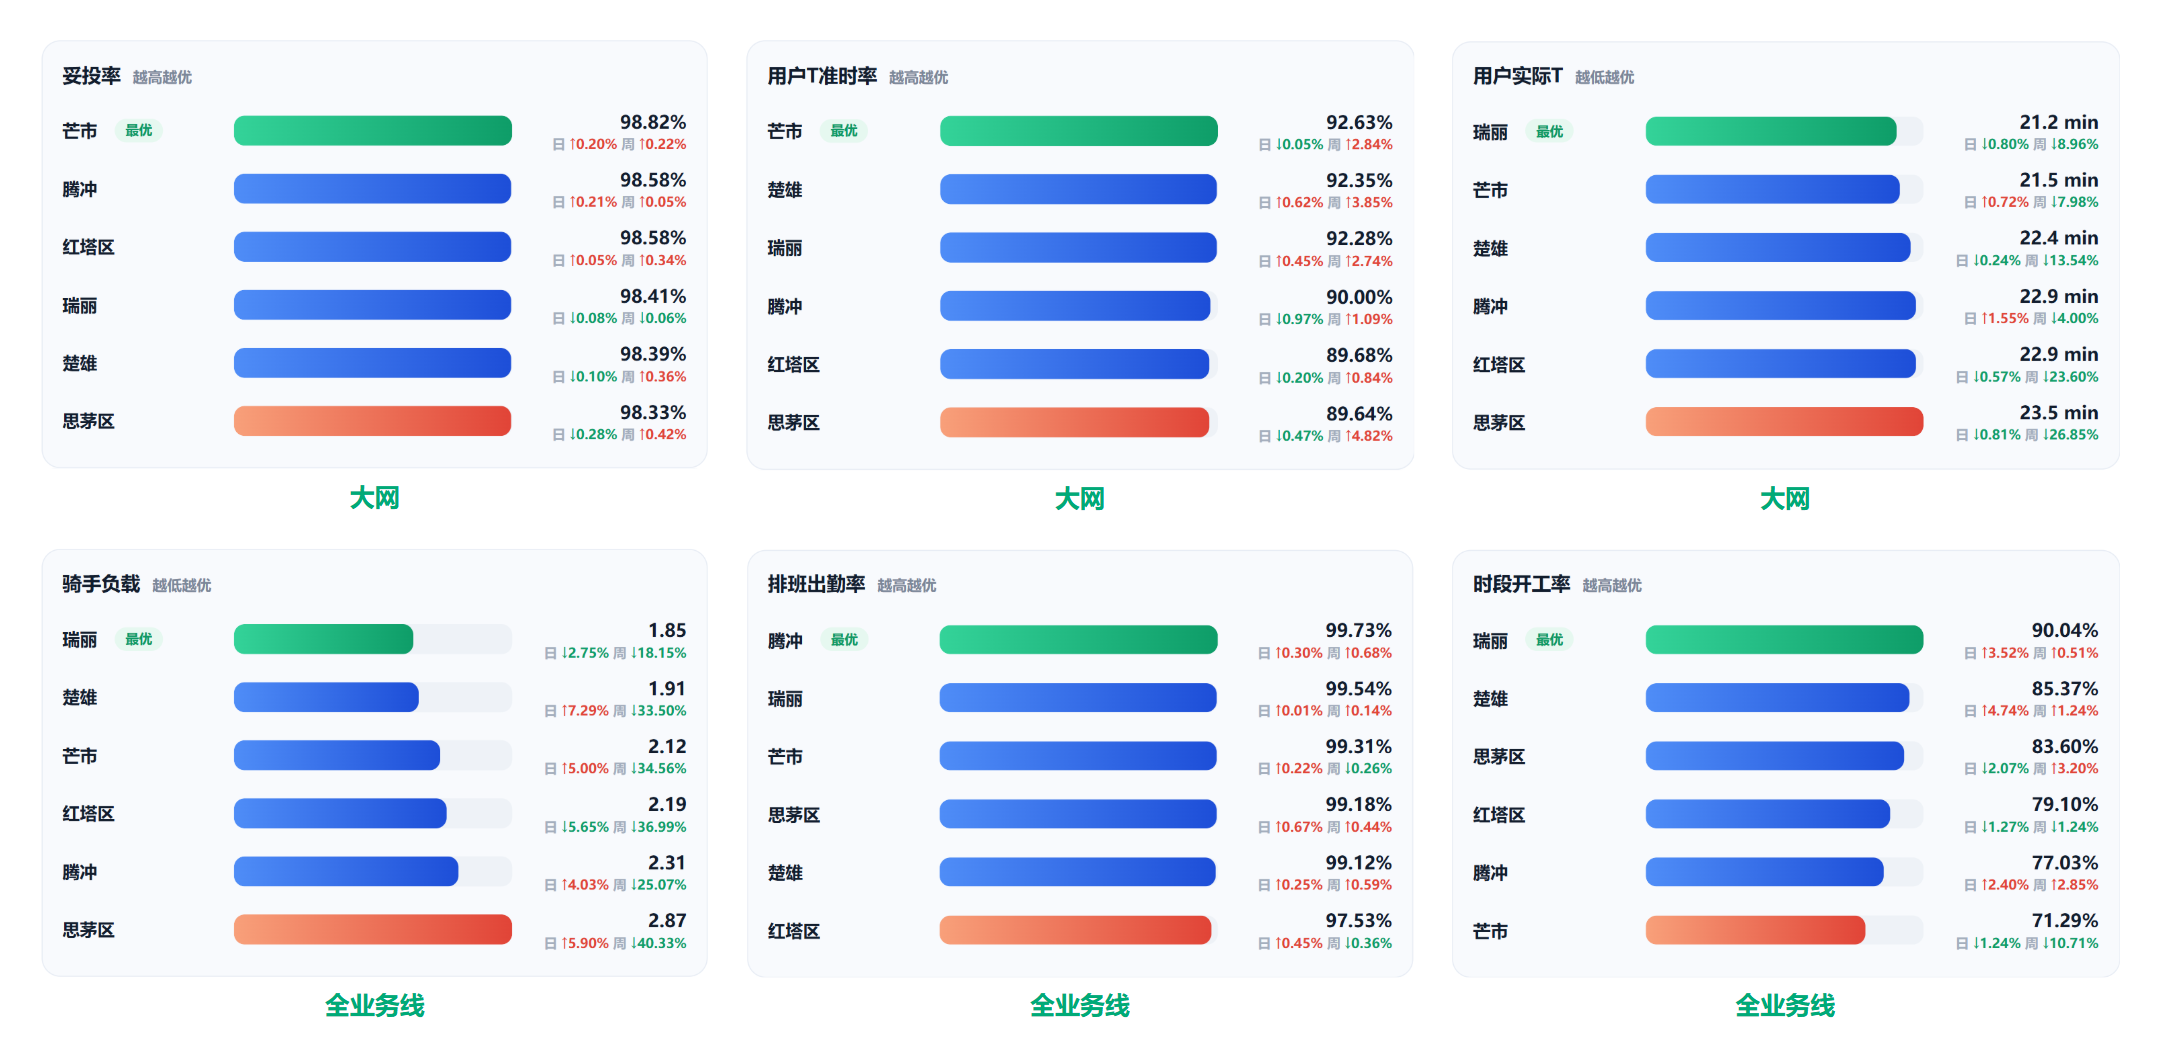 妥投率 越高越优
芒市 最优 98.82%
日 ↑0.20% 周 ↑0.22%
腾冲 98.58%
日 ↑0.21% 周 ↑0.05%
红塔区 98.58%
日 ↑0.05% 周 ↑0.34%
瑞丽 98.41%
日 ↓0.08% 周 ↓0.06%
楚雄 98.39%
日 ↓0.10% 周 ↑0.36%
思茅区 98.33%
日 ↓0.28% 周 ↑0.42%
大网
用户T准时率 越高越优
芒市 最优 92.63%
日 ↓0.05% 周 ↑2.84%
楚雄 92.35%
日 ↑0.62% 周 ↑3.85%
瑞丽 92.28%
日 ↑0.45% 周 ↑2.74%
腾冲 90.00%
日 ↓0.97% 周 ↑1.09%
红塔区 89.68%
日 ↓0.20% 周 ↑0.84%
思茅区 89.64%
日 ↓0.47% 周 ↑4.82%
大网
用户实际T 越低越优
瑞丽 最优 21.2 min
日 ↓0.80% 周 ↓8.96%
芒市 21.5 min
日 ↑0.72% 周 ↓7.98%
楚雄 22.4 min
日 ↓0.24% 周 ↓13.54%
腾冲 22.9 min
日 ↑1.55% 周 ↓4.00%
红塔区 22.9 min
日 ↓0.57% 周 ↓23.60%
思茅区 23.5 min
日 ↓0.81% 周 ↓26.85%
大网
骑手负载 越低越优
瑞丽 最优 1.85
日 ↓2.75% 周 ↓18.15%
楚雄 1.91
日 ↑7.29% 周 ↓33.50%
芒市 2.12
日 ↑5.00% 周 ↓34.56%
红塔区 2.19
日 ↓5.65% 周 ↓36.99%
腾冲 2.31
日 ↑4.03% 周 ↓25.07%
思茅区 2.87
日 ↑5.90% 周 ↓40.33%
全业务线
排班出勤率 越高越优
腾冲 最优 99.73%
日 ↑0.30% 周 ↑0.68%
瑞丽 99.54%
日 ↑0.01% 周 ↑0.14%
芒市 99.31%
日 ↑0.22% 周 ↓0.26%
思茅区 99.18%
日 ↑0.67% 周 ↑0.44%
楚雄 99.12%
日 ↑0.25% 周 ↑0.59%
红塔区 97.53%
日 ↑0.45% 周 ↓0.36%
全业务线
时段开工率 越高越优
瑞丽 最优 90.04%
日 ↑3.52% 周 ↑0.51%
楚雄 85.37%
日 ↑4.74% 周 ↑1.24%
思茅区 83.60%
日 ↓2.07% 周 ↑3.20%
红塔区 79.10%
日 ↓1.27% 周 ↓1.24%
腾冲 77.03%
日 ↑2.40% 周 ↑2.85%
芒市 71.29%
日 ↓1.24% 周 ↓10.71%
全业务线